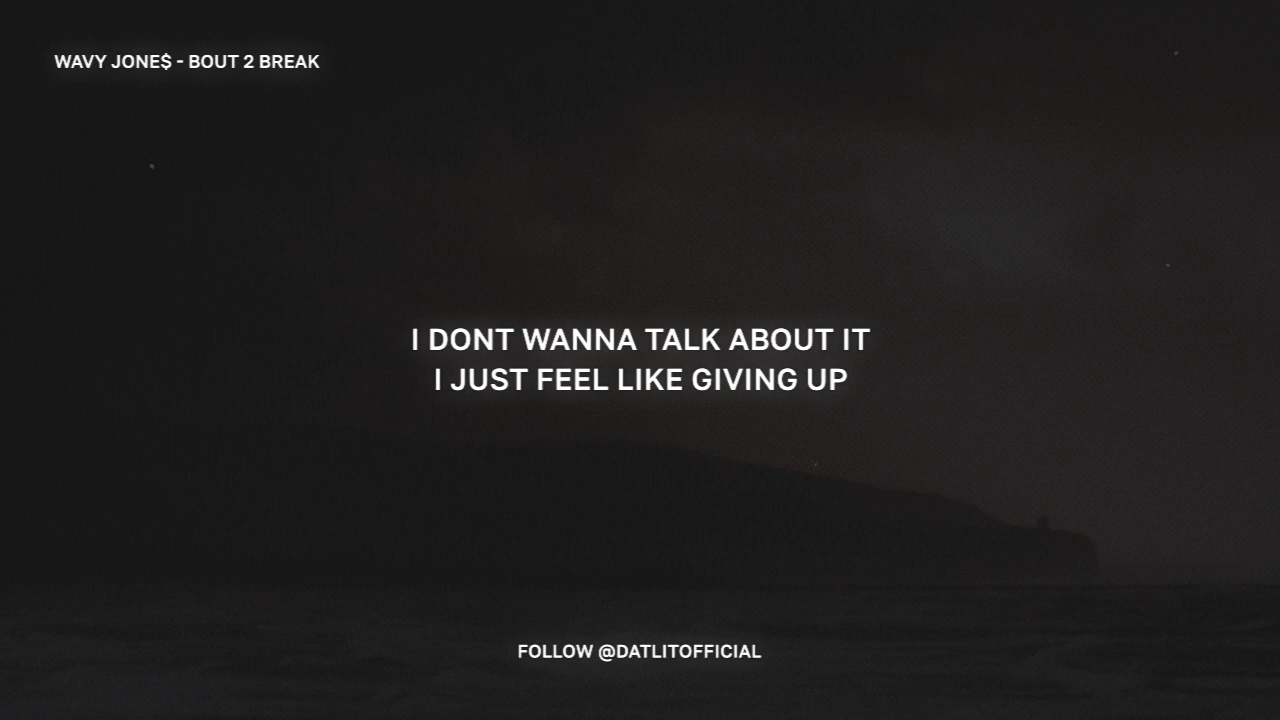 WAVY JONE$ - BOUT 2 BREAK
I DONT WANNA TALK ABOUT IT
I JUST FEEL LIKE GIVING UP
FOLLOW @DATLITOFFICIAL